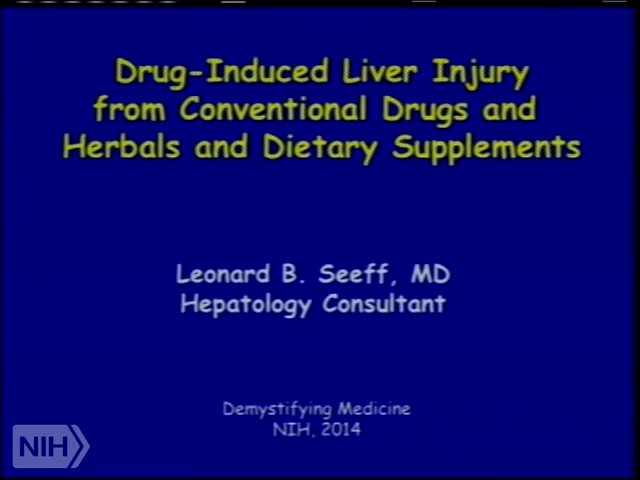 Drug-Induced Liver Injury
from Conventional Drugs and
Herbals and Dietary Supplements
Leonard B. Seeff, MD
Hepatology Consultant
Demystifying Medicine
NIH, 2014
NIH